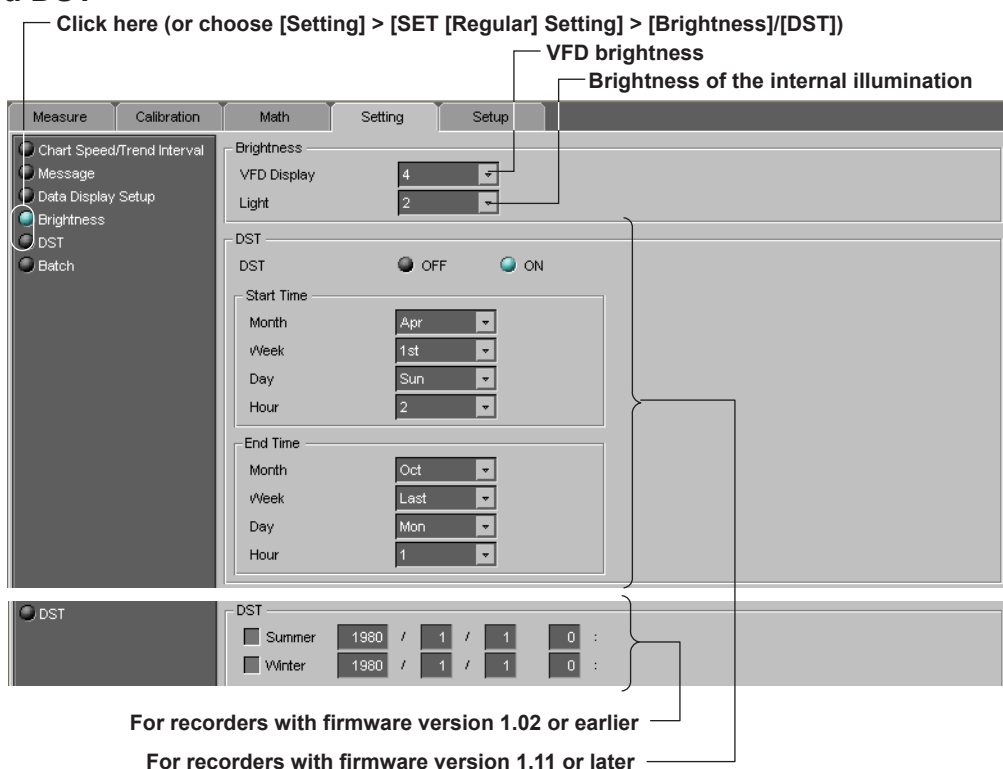 Click here (or choose [Setting] > [SET [Regular] Setting] > [Brightness]/[DST])
VFD brightness
Brightness of the internal illumination
Measure Calibration Math Setting Setup
Chart Speed/Trend Interval
Message
Data Display Setup
Brightness
DST
Batch
Brightness
VFD Display 4
Light 2
DST
DST OFF ON
Start Time
Month Apr
Week 1st
Day Sun
Hour 2
End Time
Month Oct
Week Last
Day Mon
Hour 1
DST
DST
Summer 1980 / 1 / 1 0 :
Winter 1980 / 1 / 1 0 :
For recorders with firmware version 1.02 or earlier
For recorders with firmware version 1.11 or later